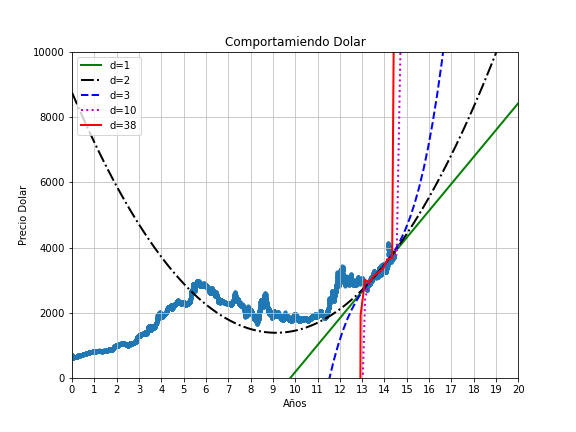 Comportamiendo Dolar
d=1
d=2
d=3
d=10
d=38
Precio Dolar
10000
8000
6000
4000
2000
0
0 1 2 3 4 5 6 7 8 9 10 11 12 13 14 15 16 17 18 19 20
Años